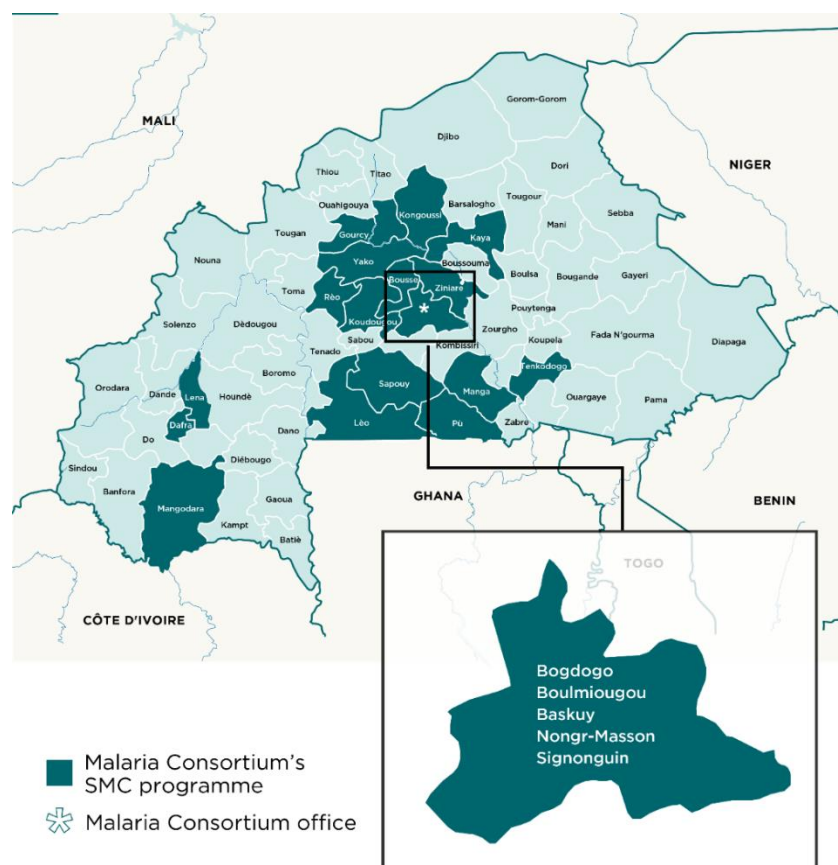 MALI
NIGER
Gorom-Gorom
Djibo
Dori
Thiou
Titao
Tougour
Ouahigouya
Barsalogho
Sebba
Kongoussi
Mani
Gourcy
Kaya
Tougan
Nouna
Yako
Boussouma
Bousse
Boulsa
Bougande
Gayeri
Toma
Rèo
Ziniare
Pouytenga
Solenzo
Dèdougou
Koudougou
Zourgho
Fada N'gourma
Diapaga
Sabou
Kombissiri
Koupela
Tenado
Orodara
Boromo
Tenkodogo
Dande
Lena
Houndè
Sapouy
Manga
Ouargaye
Pama
Dafra
Do
Dano
Lèo
Pù
Zabre
Sindou
Dièbougo
Banfora
Mangodara
Gaoua
Kampt
Batiè
GHANA
BENIN
TOGO
CÔTE D'IVOIRE
Bogdogo
Boulmiougou
Baskuy
Nongr-Masson
Signonguin
Malaria Consortium's
SMC programme
Malaria Consortium office